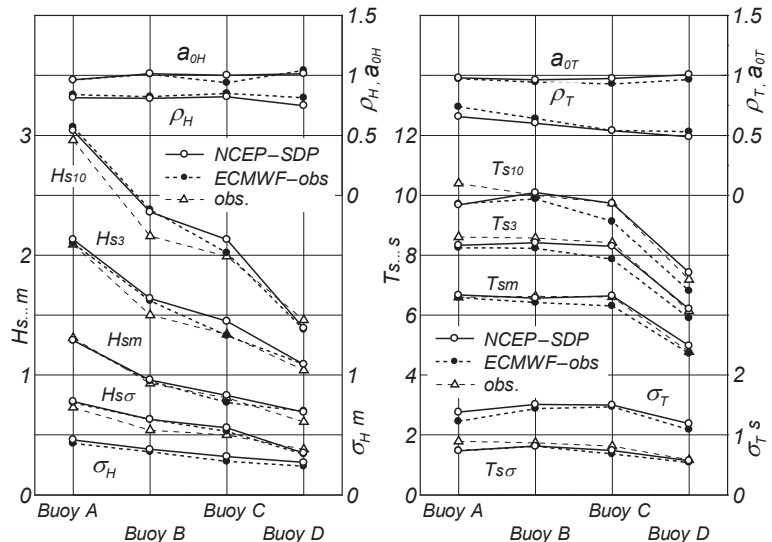 1.5
a0H
1
ρH, a0H
ρH
3
0.5
NCEP–SDP
Hs10
ECMWF–obs
obs.
0
2
Hs3
Hs... m
Hsm
1
1
Hsσ
σH m
σH
0
0
Buoy A
Buoy C
Buoy B
Buoy D
1.5
a0T
1
ρT, a0T
ρT
12
0.5
Ts10
10
0
Ts3
8
Ts... s
Tsm
6
NCEP–SDP
ECMWF–obs
4
obs.
2
σT
2
1
σT s
Tsσ
0
0
Buoy A
Buoy C
Buoy B
Buoy D